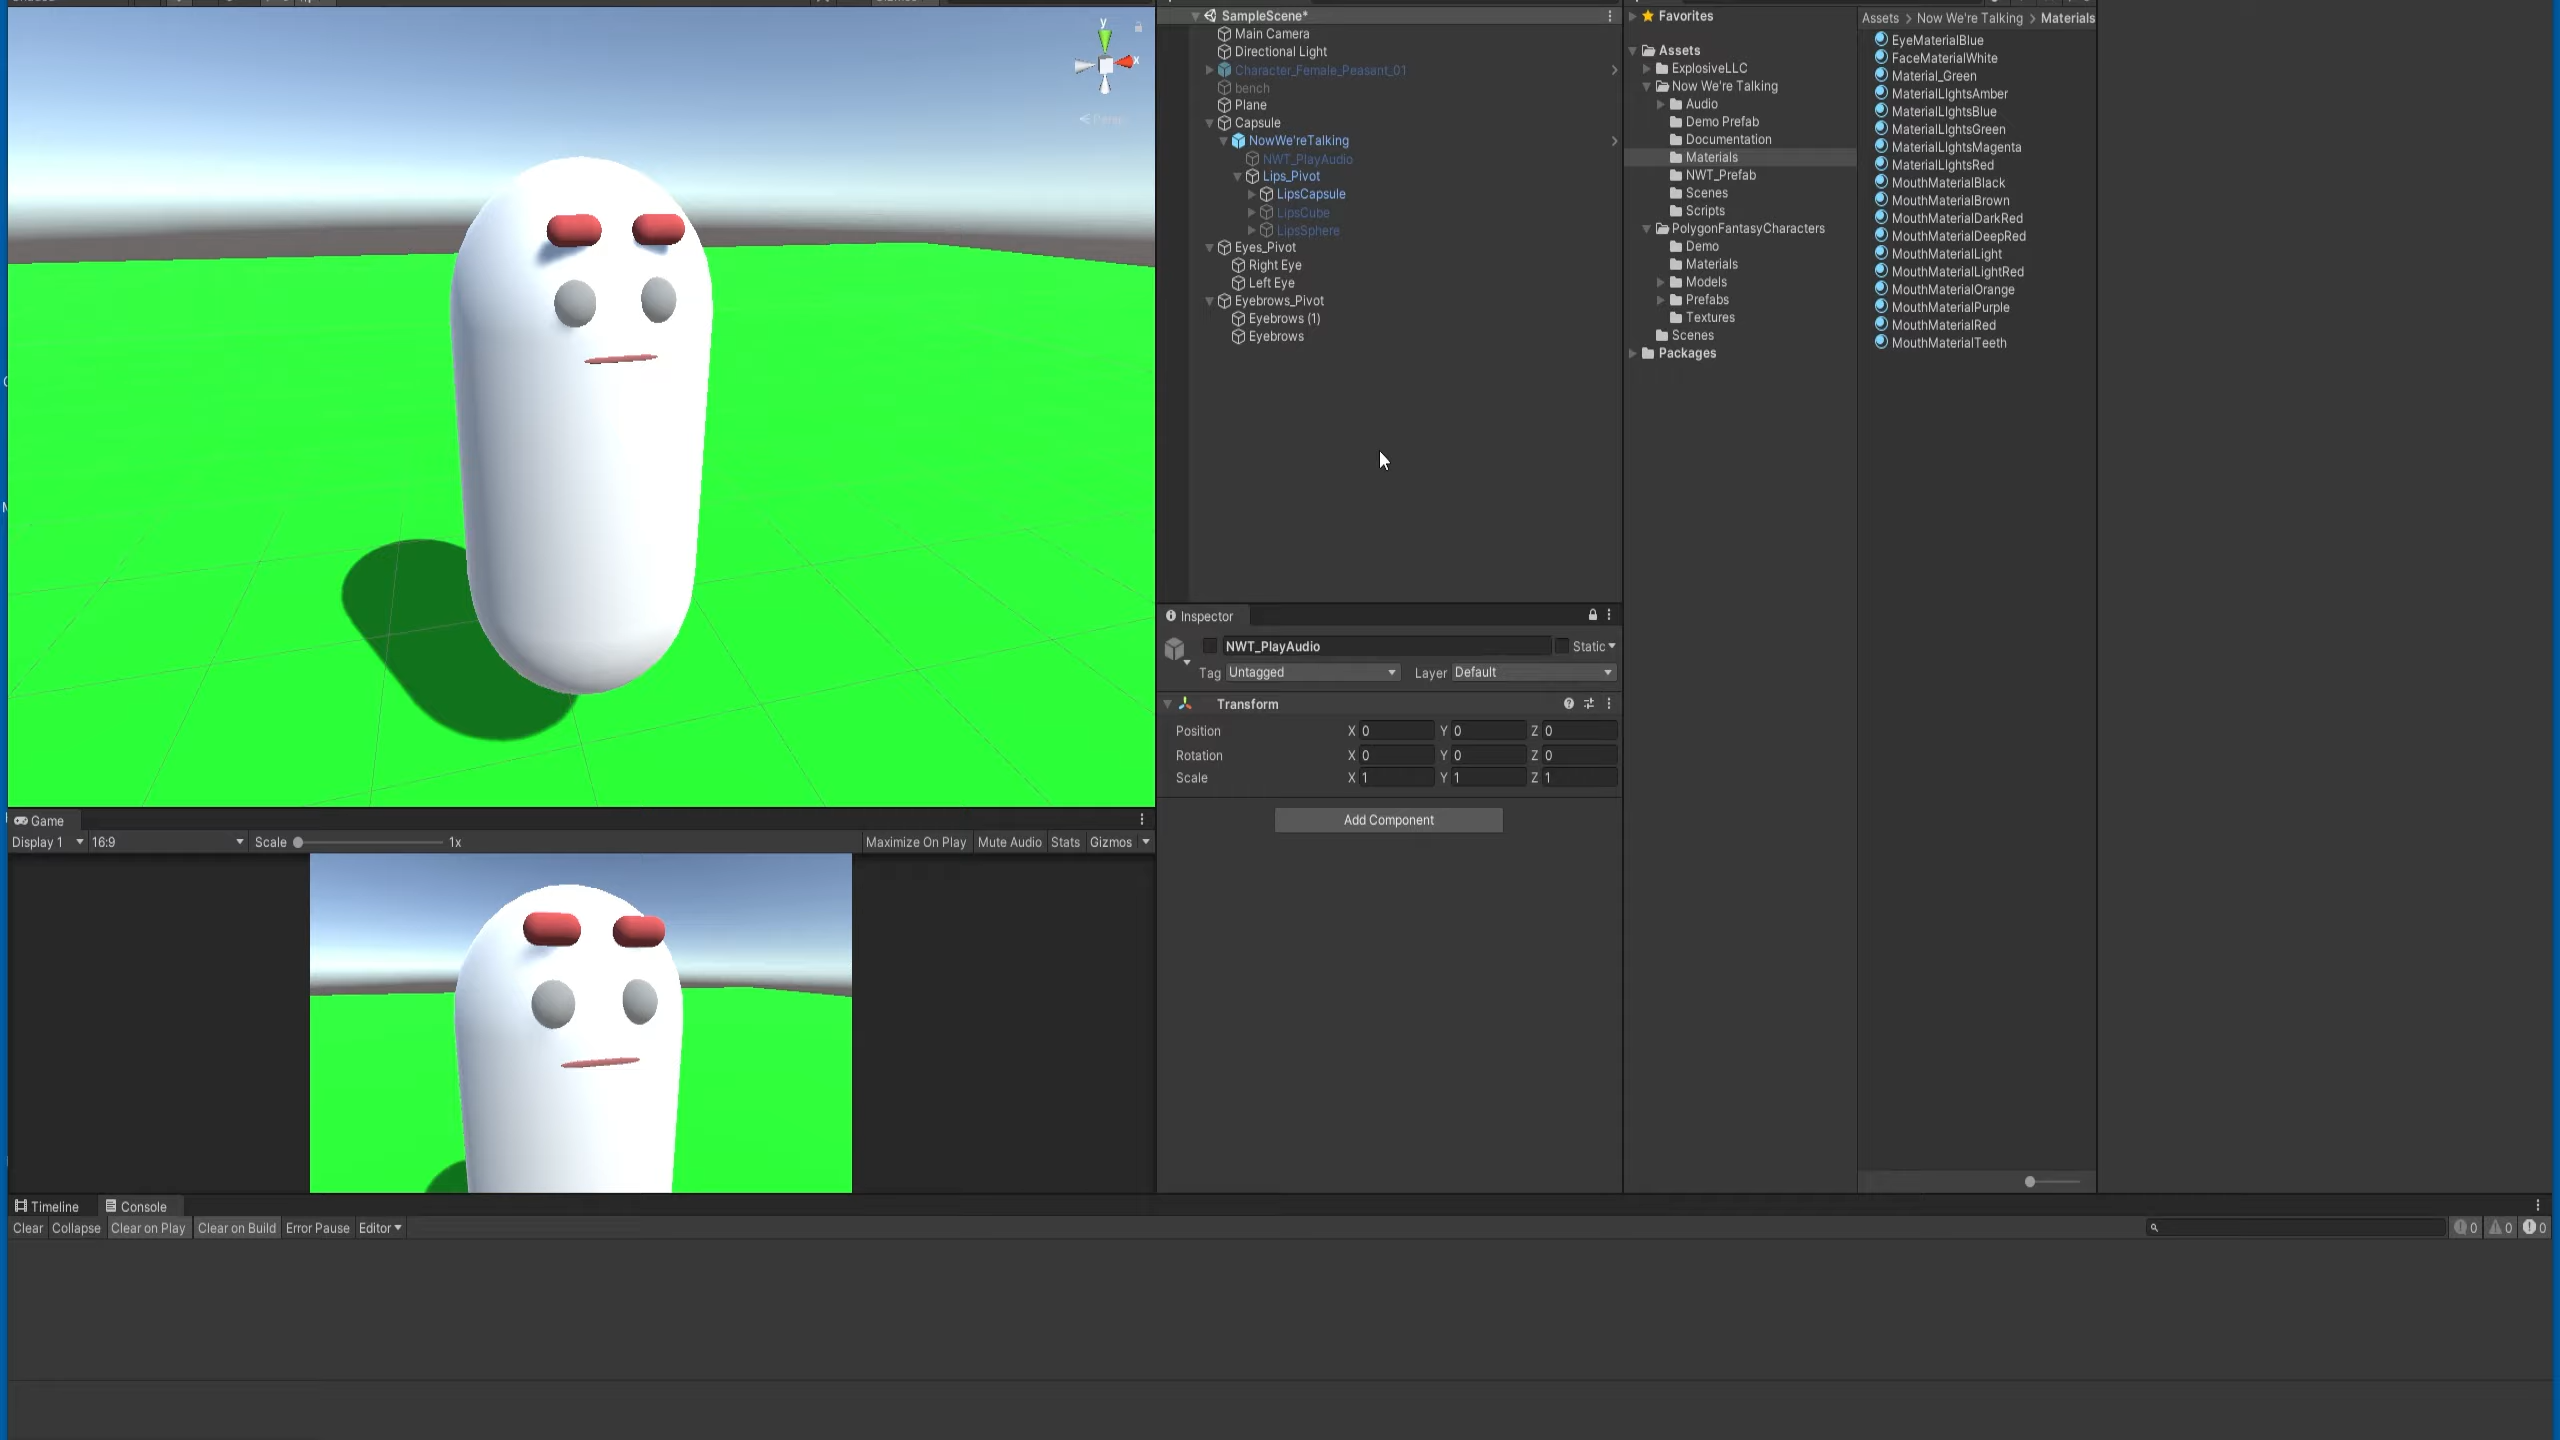 y
x
Persp
Game
Display 1
16:9
Scale
1x
Maximize On Play
Mute Audio
Stats
Gizmos
SampleScene*
Main Camera
Directional Light
Character_Female_Peasant_01
bench
Plane
Capsule
NowWe'reTalking
NWT_PlayAudio
Lips_Pivot
LipsCapsule
LipsCube
LipsSphere
Eyes_Pivot
Right Eye
Left Eye
Eyebrows_Pivot
Eyebrows (1)
Eyebrows
Inspector
NWT_PlayAudio
Static
Tag Untagged
Layer Default
Transform
Position X 0 Y 0 Z 0
Rotation X 0 Y 0 Z 0
Scale X 1 Y 1 Z 1
Add Component
Favorites
Assets
ExplosiveLLC
Now We're Talking
Audio
Demo Prefab
Documentation
Materials
NWT_Prefab
Scenes
Scripts
PolygonFantasyCharacters
Demo
Materials
Models
Prefabs
Textures
Scenes
Packages
Assets > Now We're Talking > Materials
EyeMaterialBlue
FaceMaterialWhite
Material_Green
MaterialLIghtsAmber
MaterialLIghtsBlue
MaterialLIghtsGreen
MaterialLIghtsMagenta
MaterialLIghtsRed
MouthMaterialBlack
MouthMaterialBrown
MouthMaterialDarkRed
MouthMaterialDeepRed
MouthMaterialLight
MouthMaterialLightRed
MouthMaterialOrange
MouthMaterialPurple
MouthMaterialRed
MouthMaterialTeeth
Timeline
Console
Clear
Collapse
Clear on Play
Clear on Build
Error Pause
Editor
0
0
0